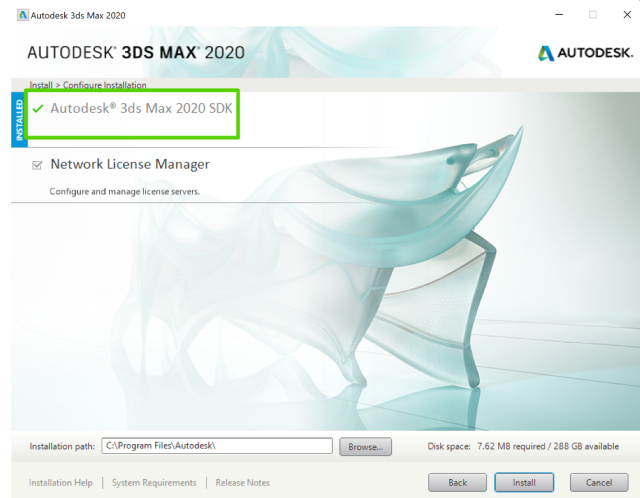 Autodesk 3ds Max 2020
AUTODESK® 3DS MAX® 2020
AUTODESK.
Install > Configure Installation
INSTALLED
Autodesk® 3ds Max 2020 SDK
Network License Manager
Configure and manage license servers.
Installation path: C:\Program Files\Autodesk\ Browse... Disk space: 7.62 MB required / 288 GB available
Installation Help | System Requirements | Release Notes Back Install Cancel